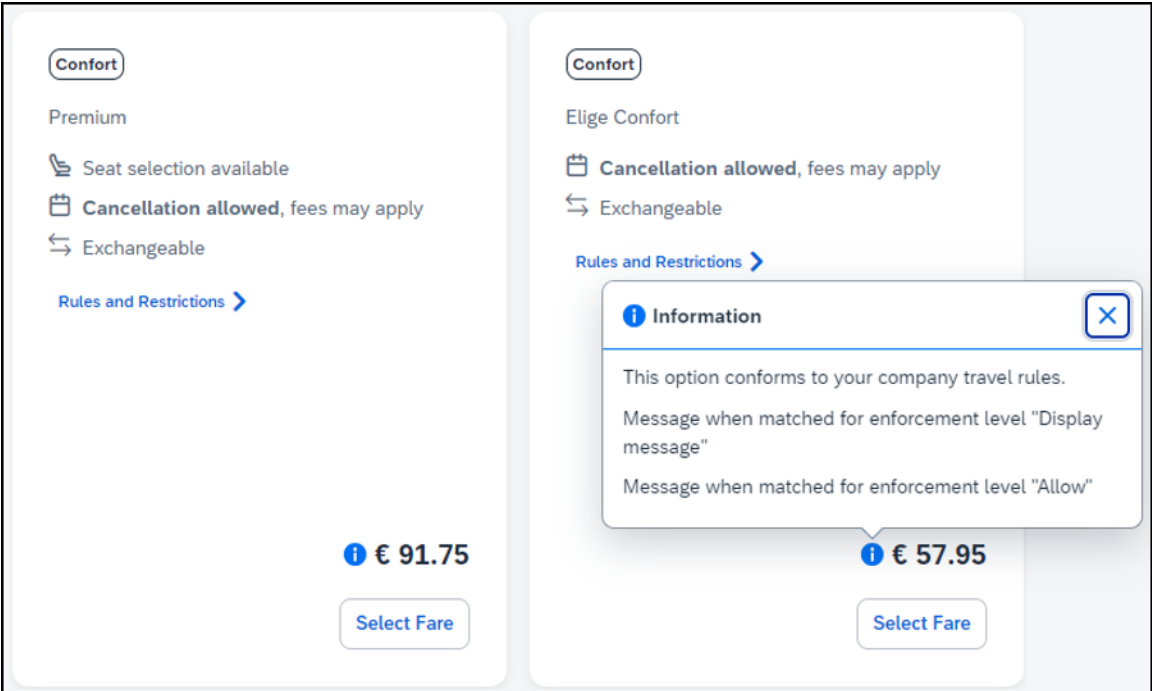 Confort
Premium
Seat selection available
Cancellation allowed, fees may apply
Exchangeable
Rules and Restrictions
€ 91.75
Select Fare
Confort
Elige Confort
Cancellation allowed, fees may apply
Exchangeable
Rules and Restrictions
Information
This option conforms to your company travel rules.
Message when matched for enforcement level "Display
message"
Message when matched for enforcement level "Allow"
€ 57.95
Select Fare